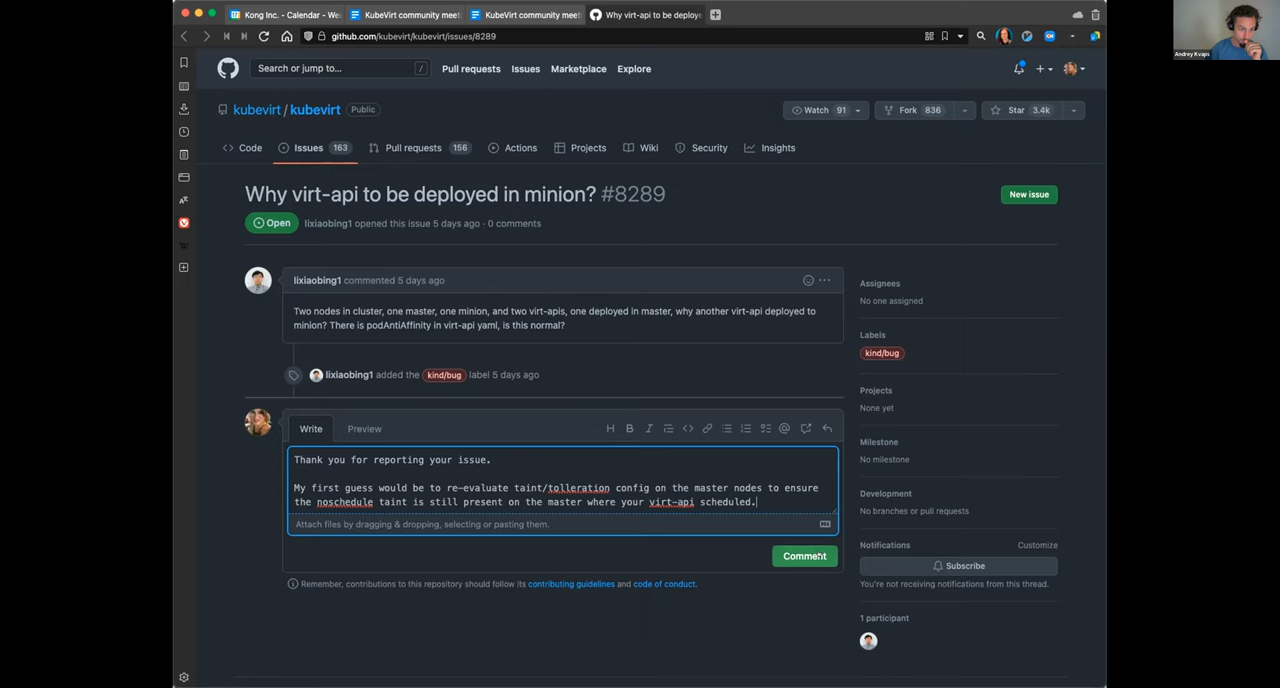 Kong Inc. - Calendar - We
KubeVirt community meet
KubeVirt community meet
Why virt-api to be deploye
github.com/kubevirt/kubevirt/issues/8289
Andrey Kvaps
Search or jump to...
/
Pull requests
Issues
Marketplace
Explore
kubevirt / kubevirt
Public
Watch 91
Fork 836
Star 3.4k
Code
Issues 163
Pull requests 156
Actions
Projects
Wiki
Security
Insights
Why virt-api to be deployed in minion? #8289
New issue
Open
lixiaobing1 opened this issue 5 days ago · 0 comments
lixiaobing1 commented 5 days ago
Two nodes in cluster, one master, one minion, and two virt-apis, one deployed in master, why another virt-api deployed to
minion? There is podAntiAffinity in virt-api yaml, is this normal?
lixiaobing1 added the kind/bug label 5 days ago
Write
Preview
Thank you for reporting your issue.
My first guess would be to re-evaluate taint/tolleration config on the master nodes to ensure
the noschedule taint is still present on the master where your virt-api scheduled.
Attach files by dragging & dropping, selecting or pasting them.
Comment
Remember, contributions to this repository should follow its contributing guidelines and code of conduct.
Assignees
No one assigned
Labels
kind/bug
Projects
None yet
Milestone
No milestone
Development
No branches or pull requests
Notifications
Customize
Subscribe
You're not receiving notifications from this thread.
1 participant